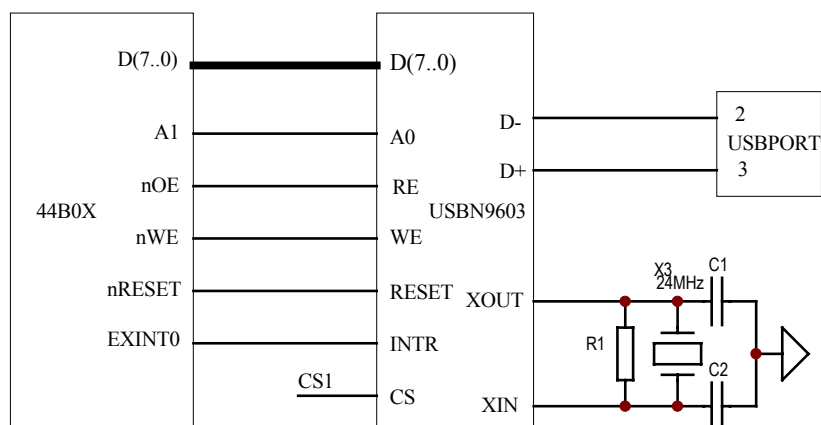 D(7..0) D(7..0)
D- 2
USBPORT
A1 A0
D+ 3
nOE RE
44B0X USBN9603
nWE WE
X3 C1
24MHz
nRESET RESET XOUT
EXINT0 INTR R1
C2
CS1 CS XIN